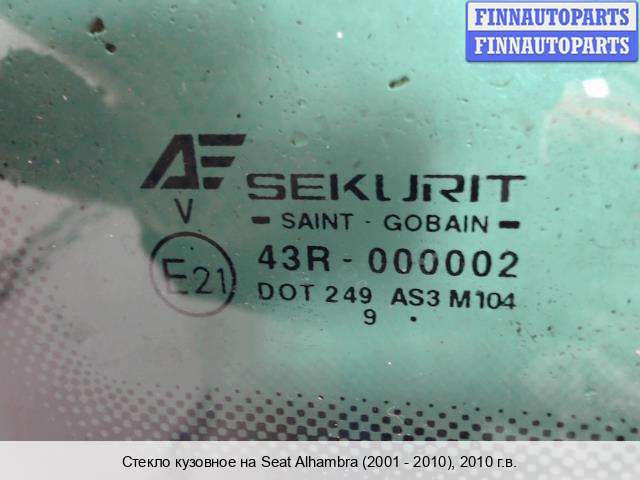 FINNAUTOPARTS
FINNAUTOPARTS
AE SEKURIT
V
SAINT - GOBAIN
E21
43R - 000002
DOT 249 AS3 M104
9 .
Стекло кузовное на Seat Alhambra (2001 - 2010), 2010 г.в.